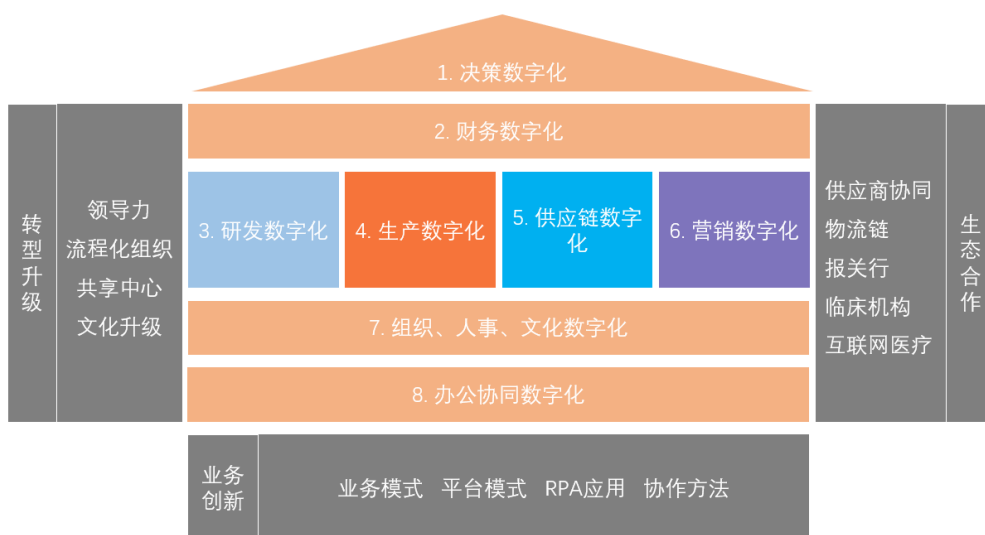 1. 决策数字化
2. 财务数字化
转型升级
领导力
流程化组织
共享中心
文化升级
3. 研发数字化
4. 生产数字化
5. 供应链数字
化
6. 营销数字化
供应商协同
物流链
报关行
临床机构
互联网医疗
生态合作
7. 组织、人事、文化数字化
8. 办公协同数字化
业务
创新
业务模式 平台模式 RPA应用 协作方法